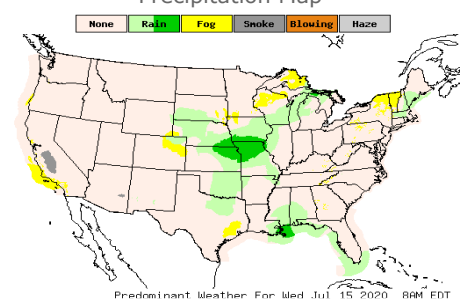 Precipitation Map
None Rain Fog Smoke Blowing Haze
Predominant Weather For Wed Jul 15 2020 8AM EDT